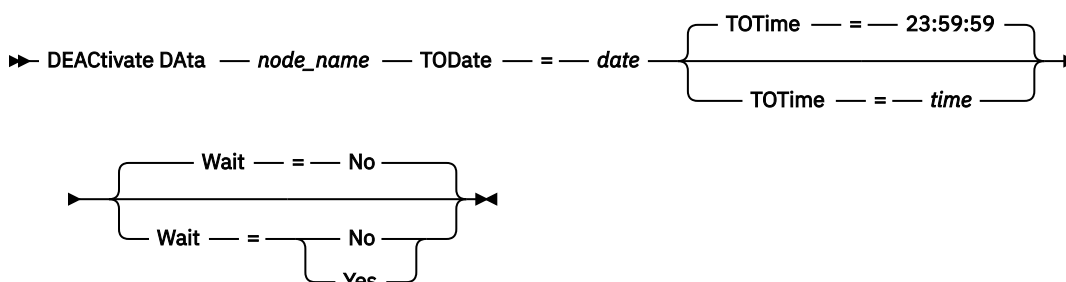 TOTime = 23:59:59
DEACtivate DAta node_name TODate = date
TOTime = time
Wait = No
Wait = No
Yes